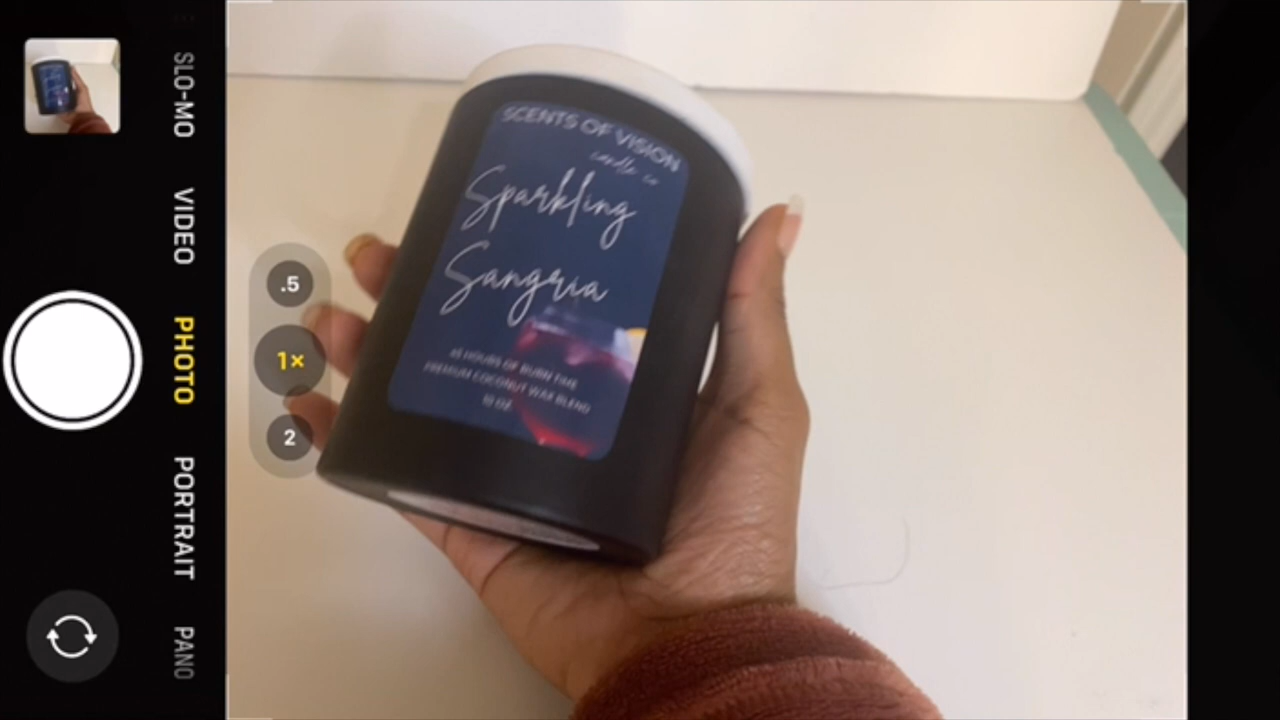 SLO-MO
VIDEO
PHOTO
PORTRAIT
PANO
.5
1×
2
SCENTS OF VISION
candle co
Sparkling
Sangria
45 HOURS OF BURN TIME
PREMIUM COCONUT WAX BLEND
10 OZ